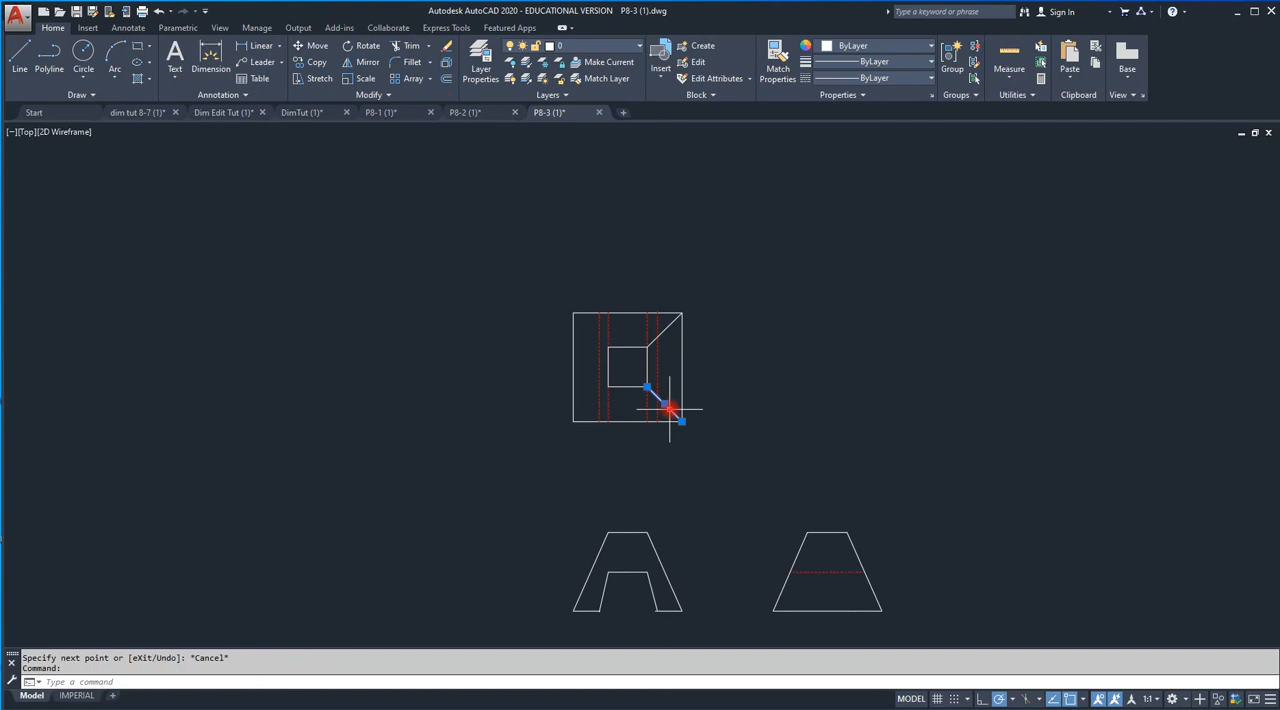 Autodesk AutoCAD 2020 - EDUCATIONAL VERSION P8-3 (1).dwg
Type a keyword or phrase
Sign In
Home Insert Annotate Parametric View Manage Output Add-ins Collaborate Express Tools Featured Apps
Line Polyline Circle Arc
Text Dimension
Linear
Leader
Table
Move Rotate Trim
Copy Mirror Fillet
Stretch Scale Array
Layer Properties
0
Make Current
Match Layer
Insert
Create
Edit
Edit Attributes
Match Properties
ByLayer
ByLayer
ByLayer
Group
Measure
Paste
Base
Draw Annotation Modify Layers Block Properties Groups Utilities Clipboard View
Start dim tut 8-7 (1)* Dim Edit Tut (1)* DimTut (1)* P8-1 (1)* P8-2 (1)* P8-3 (1)*
[−][Top][2D Wireframe]
Specify next point or [eXit/Undo]: *Cancel*
Command:
Type a command
Model IMPERIAL
MODEL 1:1